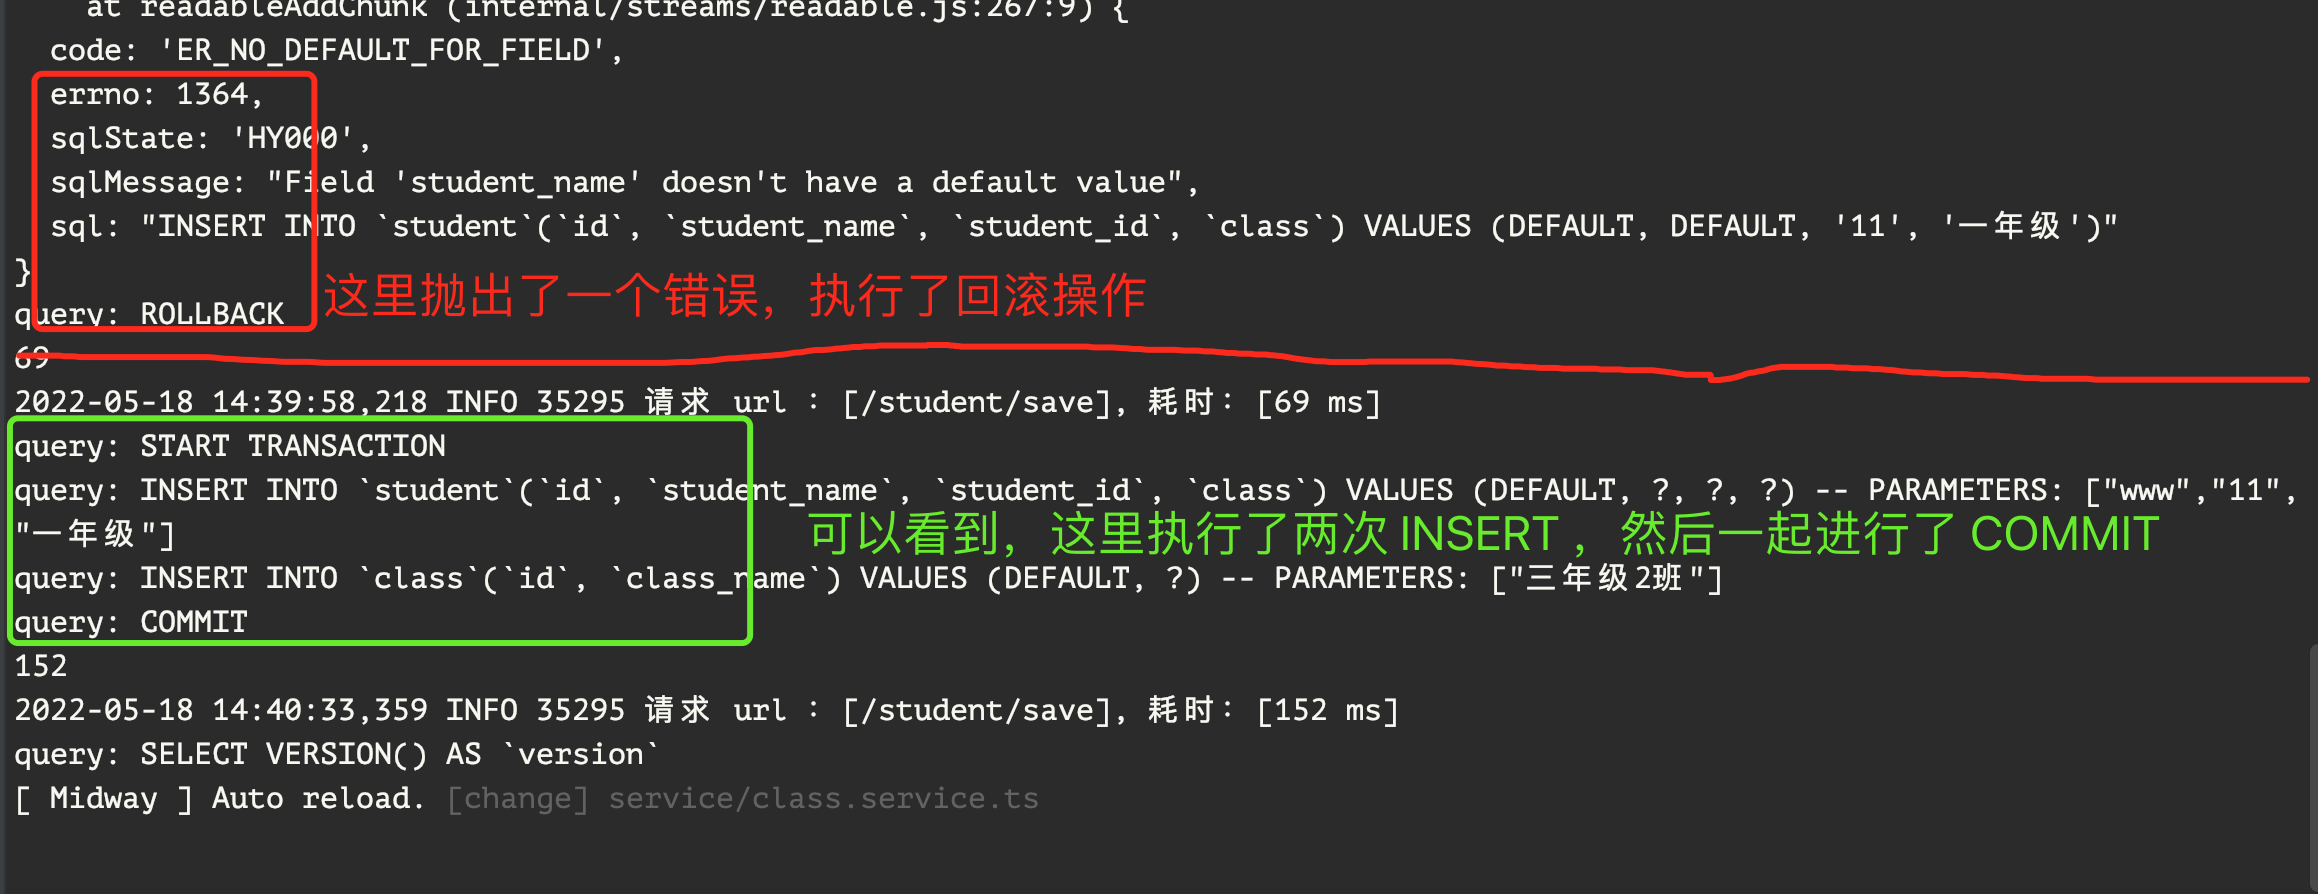 at readableAddChunk (internal/streams/readable.js:267:9) {
code: 'ER_NO_DEFAULT_FOR_FIELD',
errno: 1364,
sqlState: 'HY000',
sqlMessage: "Field 'student_name' doesn't have a default value",
sql: "INSERT INTO `student`(`id`, `student_name`, `student_id`, `class`) VALUES (DEFAULT, DEFAULT, '11', '一年级')"
}
这里抛出了一个错误，执行了回滚操作
query: ROLLBACK
69
2022-05-18 14:39:58,218 INFO 35295 请求 url : [/student/save], 耗时: [69 ms]
query: START TRANSACTION
query: INSERT INTO `student`(`id`, `student_name`, `student_id`, `class`) VALUES (DEFAULT, ?, ?, ?) -- PARAMETERS: ["www","11",
"一年级"]
可以看到，这里执行了两次 INSERT ，然后一起进行了 COMMIT
query: INSERT INTO `class`(`id`, `class_name`) VALUES (DEFAULT, ?) -- PARAMETERS: ["三年级2班"]
query: COMMIT
152
2022-05-18 14:40:33,359 INFO 35295 请求 url : [/student/save], 耗时: [152 ms]
query: SELECT VERSION() AS `version`
[ Midway ] Auto reload. [change] service/class.service.ts